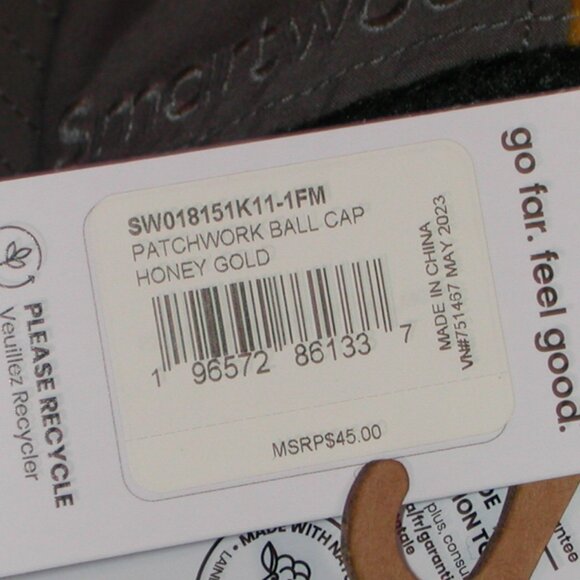 smartwoo
SW018151K11-1FM
PATCHWORK BALL CAP
HONEY GOLD
1 96572 86133 7
MSRP$45.00
MADE IN CHINA
VN#751467 MAY 2023
go far. feel good.
PLEASE RECYCLE
Veuillez Recycler
MADE WITH